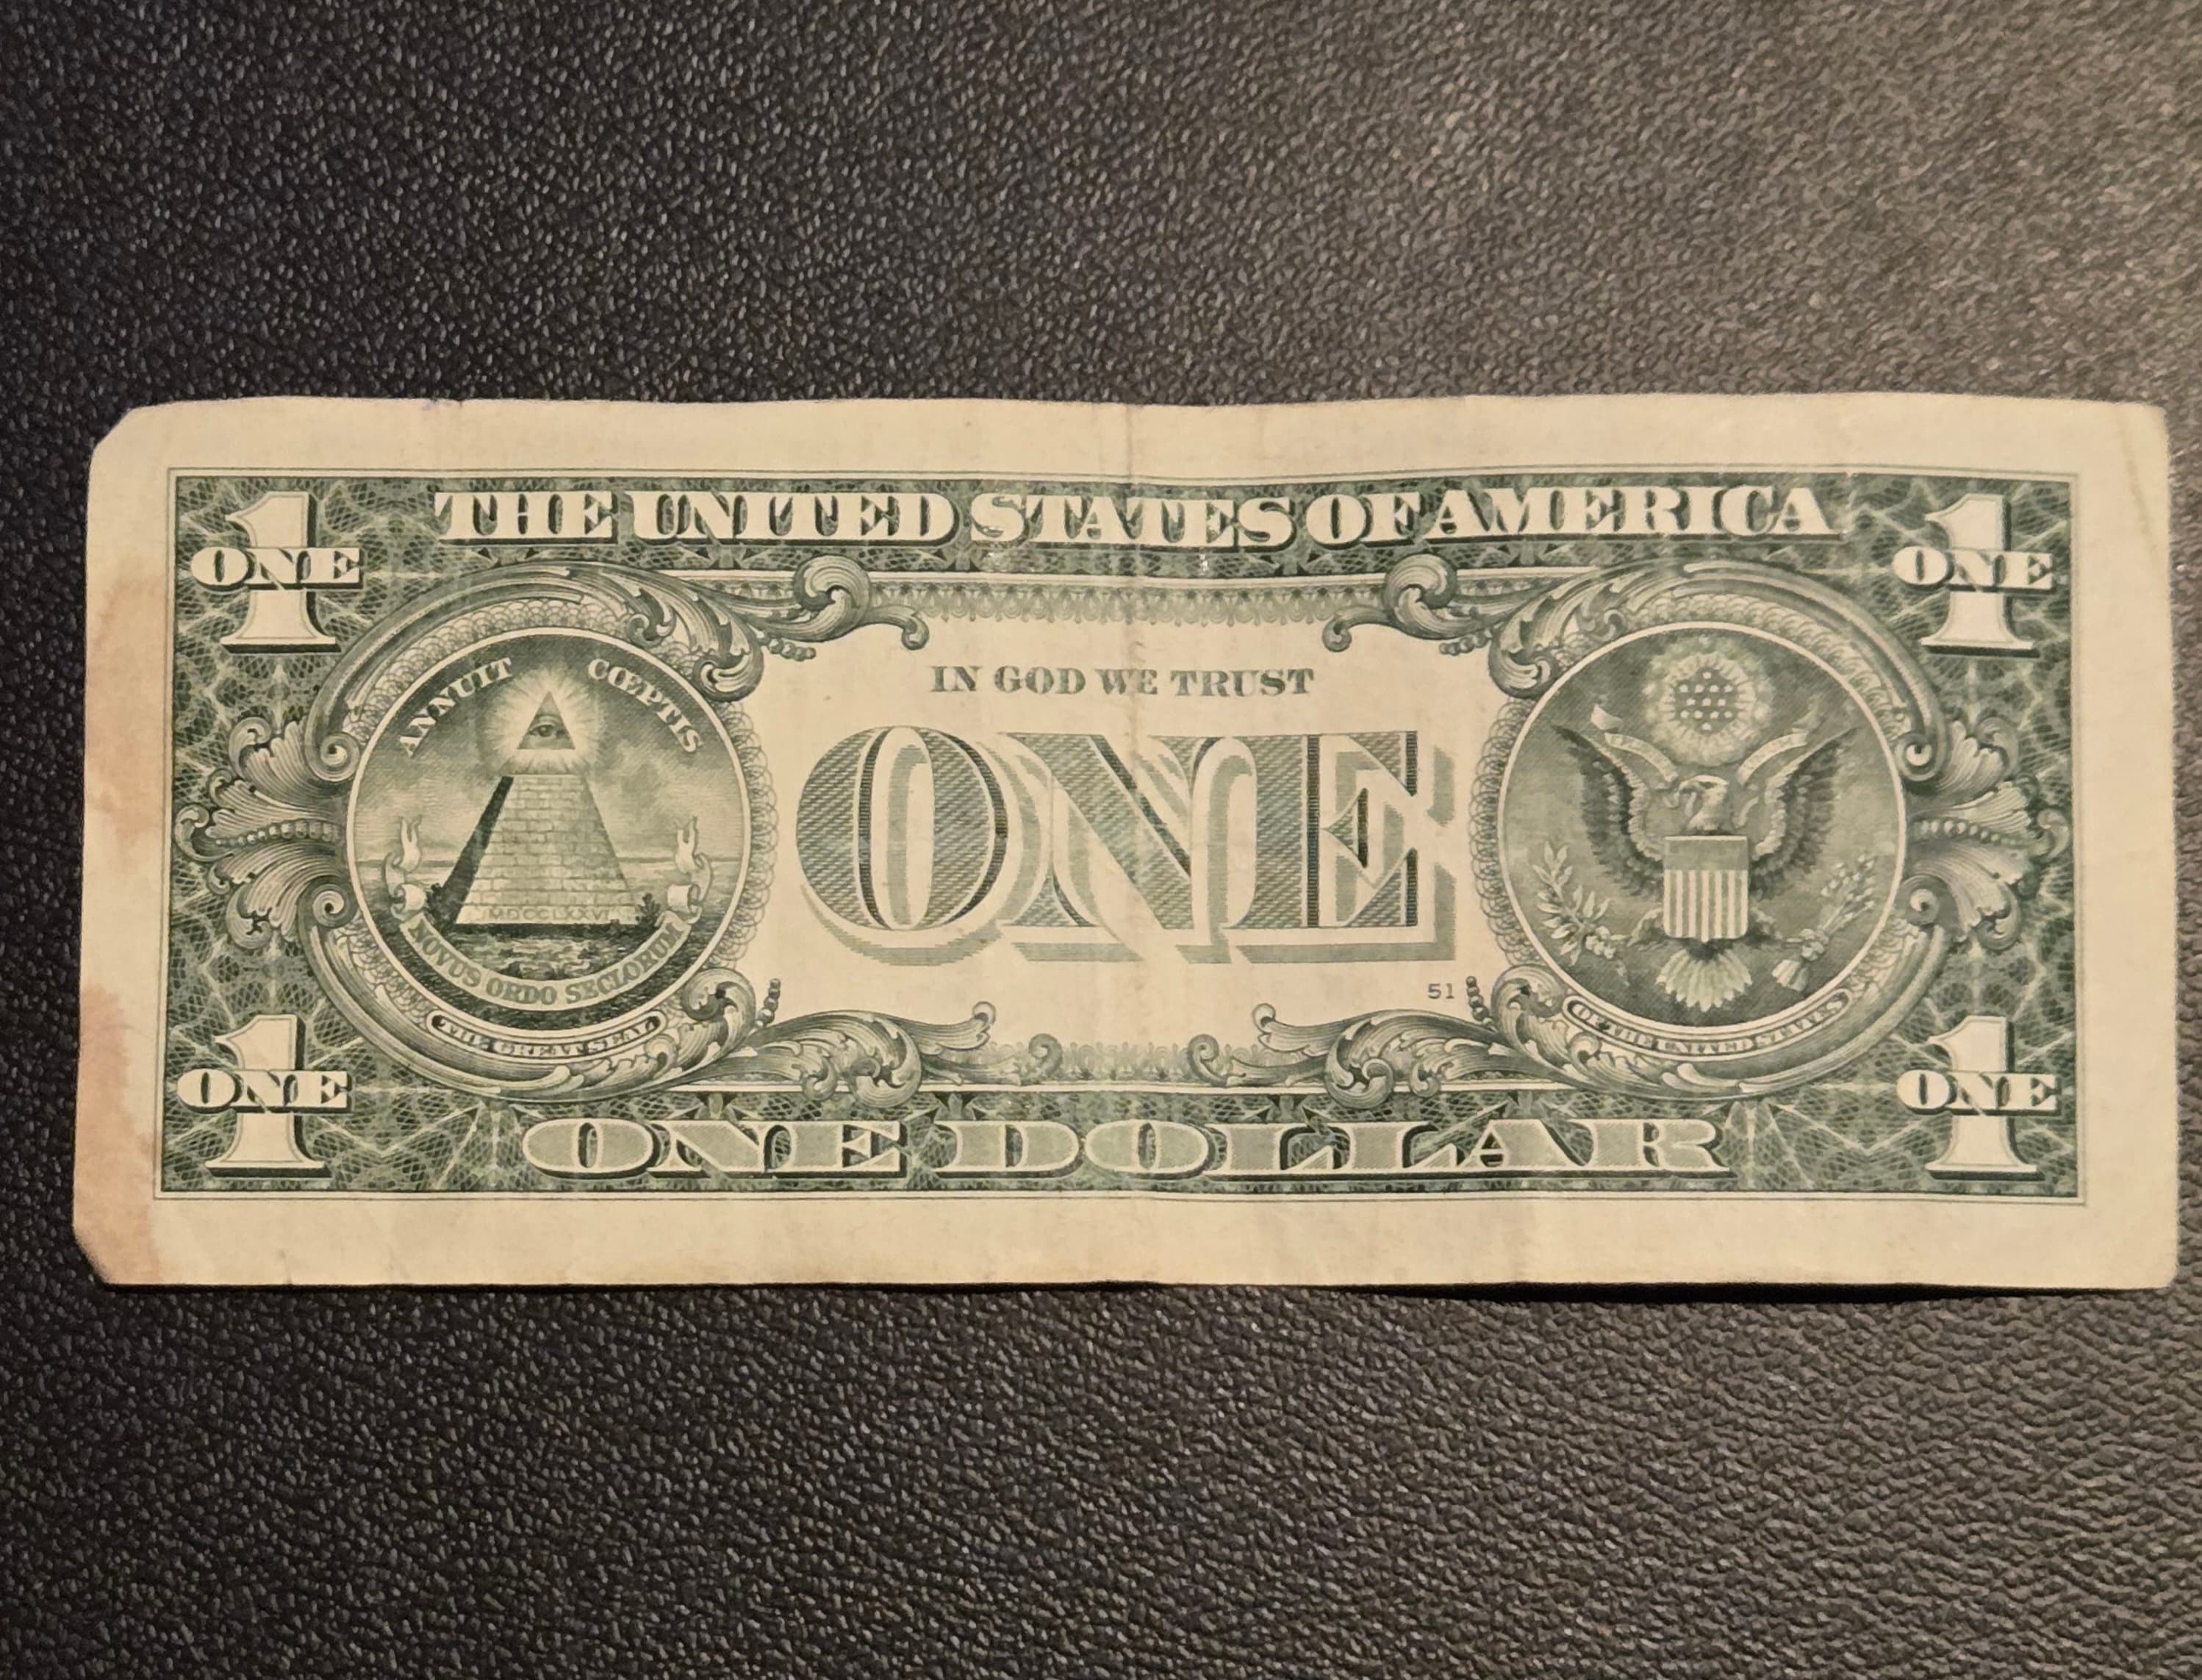 THE UNITED STATES OF AMERICA
1
ONE
1
ONE
ANNUIT CŒPTIS
IN GOD WE TRUST
ONE
MDCCLXXVI
NOVUS ORDO SECLORUM
THE GREAT SEAL
51
OF THE UNITED STATES
1
ONE
1
ONE
ONE DOLLAR